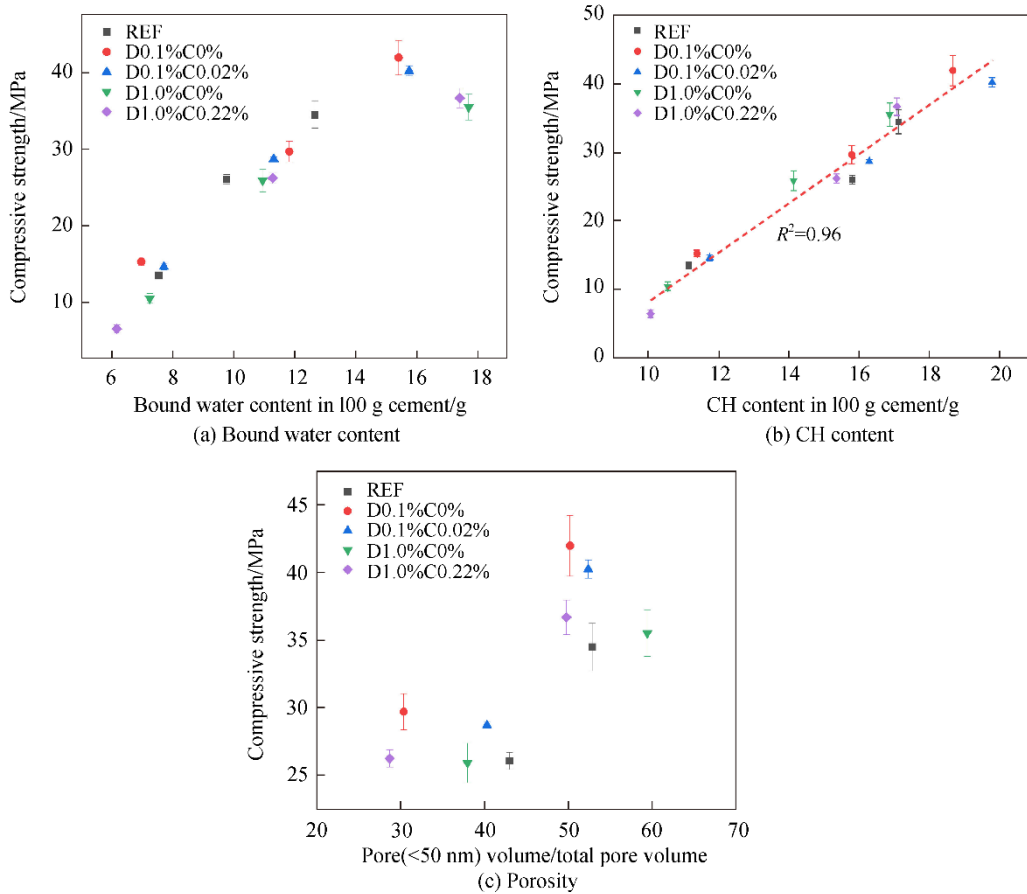 REF
D0.1%C0%
D0.1%C0.02%
D1.0%C0%
D1.0%C0.22%
40
30
20
10
Compressive strength/MPa
6 8 10 12 14 16 18
Bound water content in l00 g cement/g
(a) Bound water content
REF
D0.1%C0%
D0.1%C0.02%
D1.0%C0%
D1.0%C0.22%
R²=0.96
50
40
30
20
10
0
Compressive strength/MPa
10 12 14 16 18 20
CH content in l00 g cement/g
(b) CH content
REF
D0.1%C0%
D0.1%C0.02%
D1.0%C0%
D1.0%C0.22%
45
40
35
30
25
Compressive strength/MPa
20 30 40 50 60 70
Pore(<50 nm) volume/total pore volume
(c) Porosity